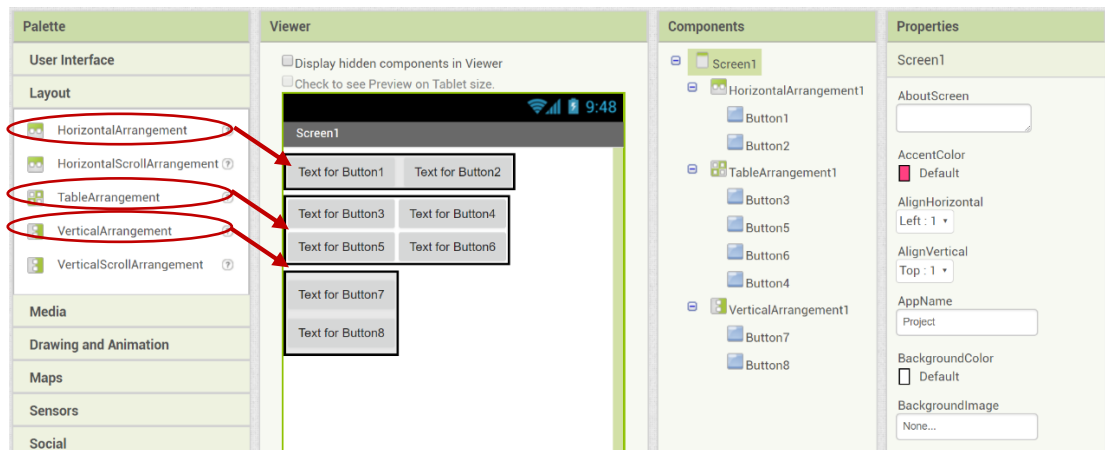 Palette
User Interface
Layout
HorizontalArrangement ?
HorizontalScrollArrangement ?
TableArrangement ?
VerticalArrangement ?
VerticalScrollArrangement ?
Media
Drawing and Animation
Maps
Sensors
Social
Viewer
Display hidden components in Viewer
Check to see Preview on Tablet size.
9:48
Screen1
Text for Button1 Text for Button2
Text for Button3 Text for Button4
Text for Button5 Text for Button6
Text for Button7
Text for Button8
Components
Screen1
HorizontalArrangement1
Button1
Button2
TableArrangement1
Button3
Button5
Button6
Button4
VerticalArrangement1
Button7
Button8
Properties
Screen1
AboutScreen
AccentColor
Default
AlignHorizontal
Left : 1
AlignVertical
Top : 1
AppName
Project
BackgroundColor
Default
BackgroundImage
None...